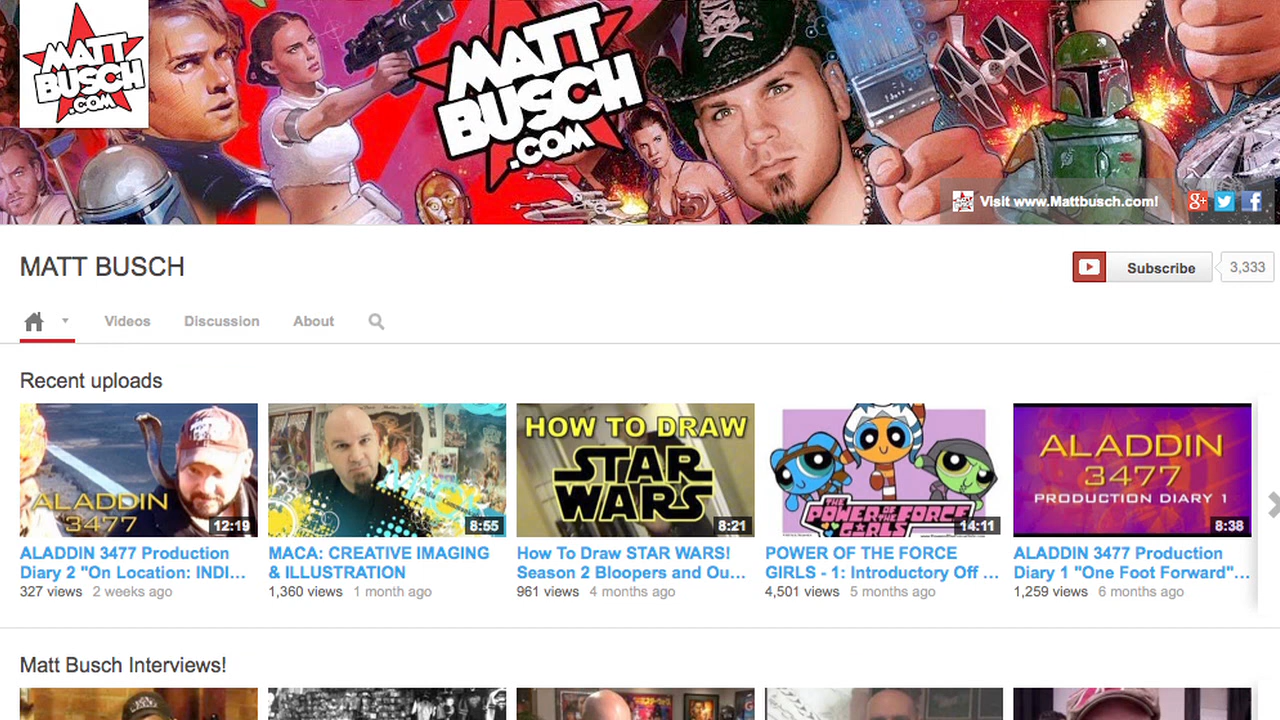 MATT
BUSCH
.COM
MATT
BUSCH
.COM
Visit www.Mattbusch.com!
g+
f
MATT BUSCH
Subscribe
3,333
Videos
Discussion
About
Recent uploads
ALADDIN
3477
12:19
8:55
HOW TO DRAW
STAR
WARS
8:21
THE
POWER OF THE FORCE
GIRLS
14:11
ALADDIN
3477
PRODUCTION DIARY 1
8:38
ALADDIN 3477 Production
Diary 2 "On Location: INDI...
327 views 2 weeks ago
MACA: CREATIVE IMAGING
& ILLUSTRATION
1,360 views 1 month ago
How To Draw STAR WARS!
Season 2 Bloopers and Ou...
961 views 4 months ago
POWER OF THE FORCE
GIRLS - 1: Introductory Off ...
4,501 views 5 months ago
ALADDIN 3477 Production
Diary 1 "One Foot Forward"...
1,259 views 6 months ago
Matt Busch Interviews!